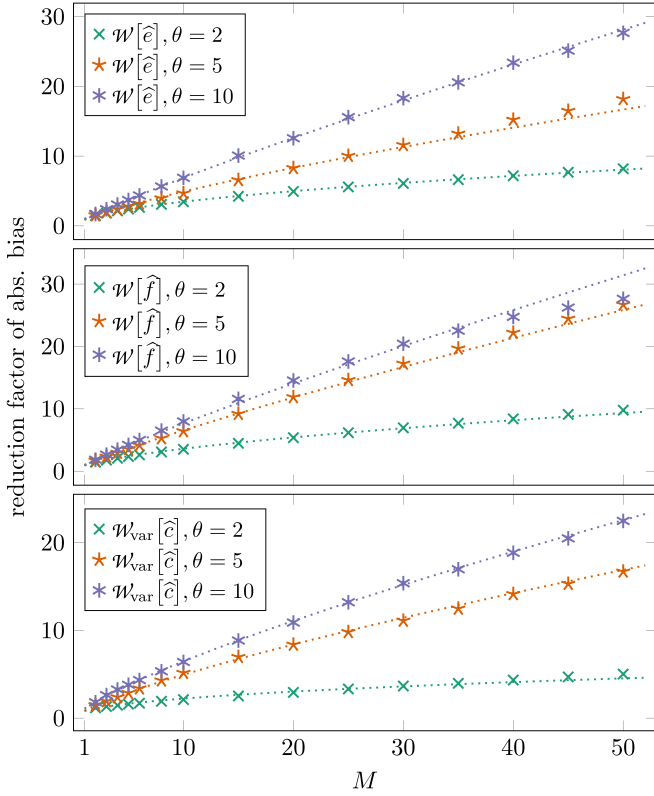 30
20
10
0
𝒲[ê], θ = 2
𝒲[ê], θ = 5
𝒲[ê], θ = 10
30
20
10
0
𝒲[f̂], θ = 2
𝒲[f̂], θ = 5
𝒲[f̂], θ = 10
reduction factor of abs. bias
20
10
0
𝒲var[ĉ], θ = 2
𝒲var[ĉ], θ = 5
𝒲var[ĉ], θ = 10
1 10 20 30 40 50
M